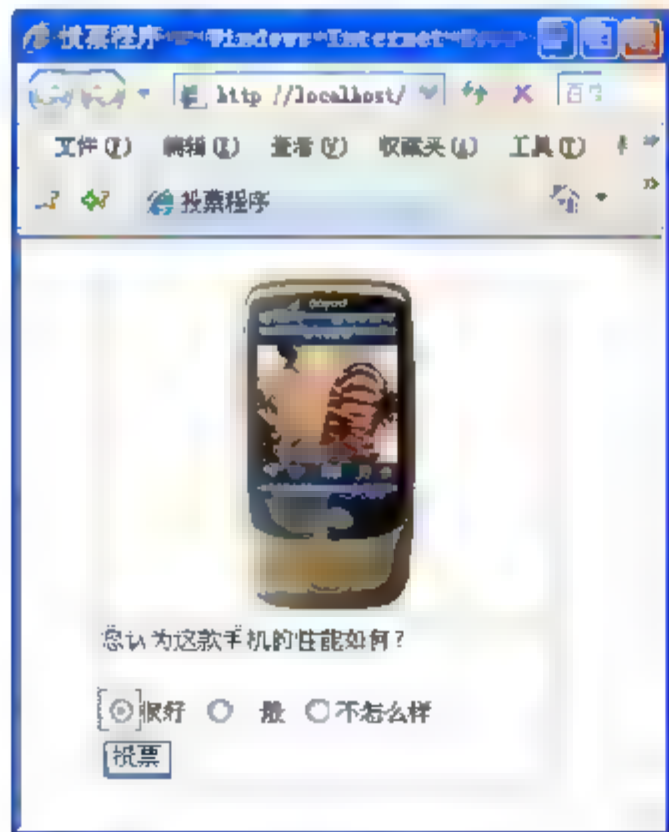 投票程序 - Windows Internet
http://localhost/
文件(F) 编辑(E) 查看(V) 收藏夹(A) 工具(T)
投票程序
您认为这款手机的性能如何?
很好 一般 不怎么样
投票